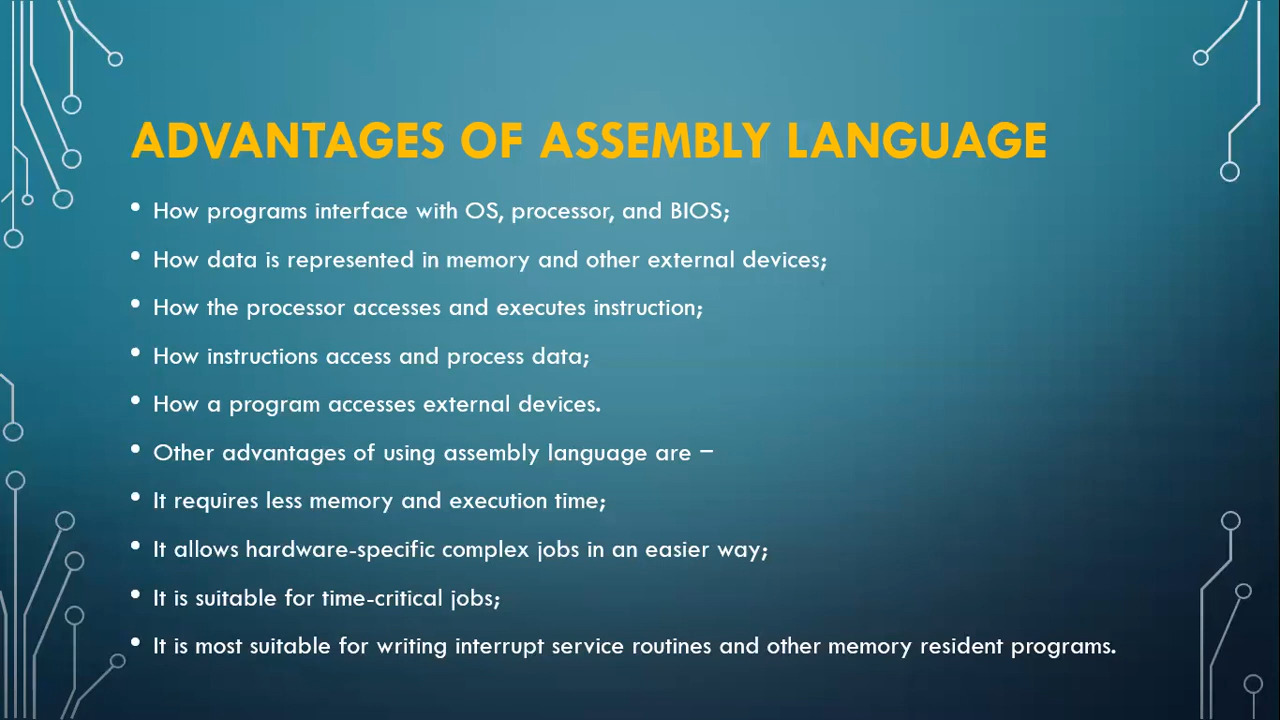 ADVANTAGES OF ASSEMBLY LANGUAGE
• How programs interface with OS, processor, and BIOS;
• How data is represented in memory and other external devices;
• How the processor accesses and executes instruction;
• How instructions access and process data;
• How a program accesses external devices.
• Other advantages of using assembly language are −
• It requires less memory and execution time;
• It allows hardware-specific complex jobs in an easier way;
• It is suitable for time-critical jobs;
• It is most suitable for writing interrupt service routines and other memory resident programs.